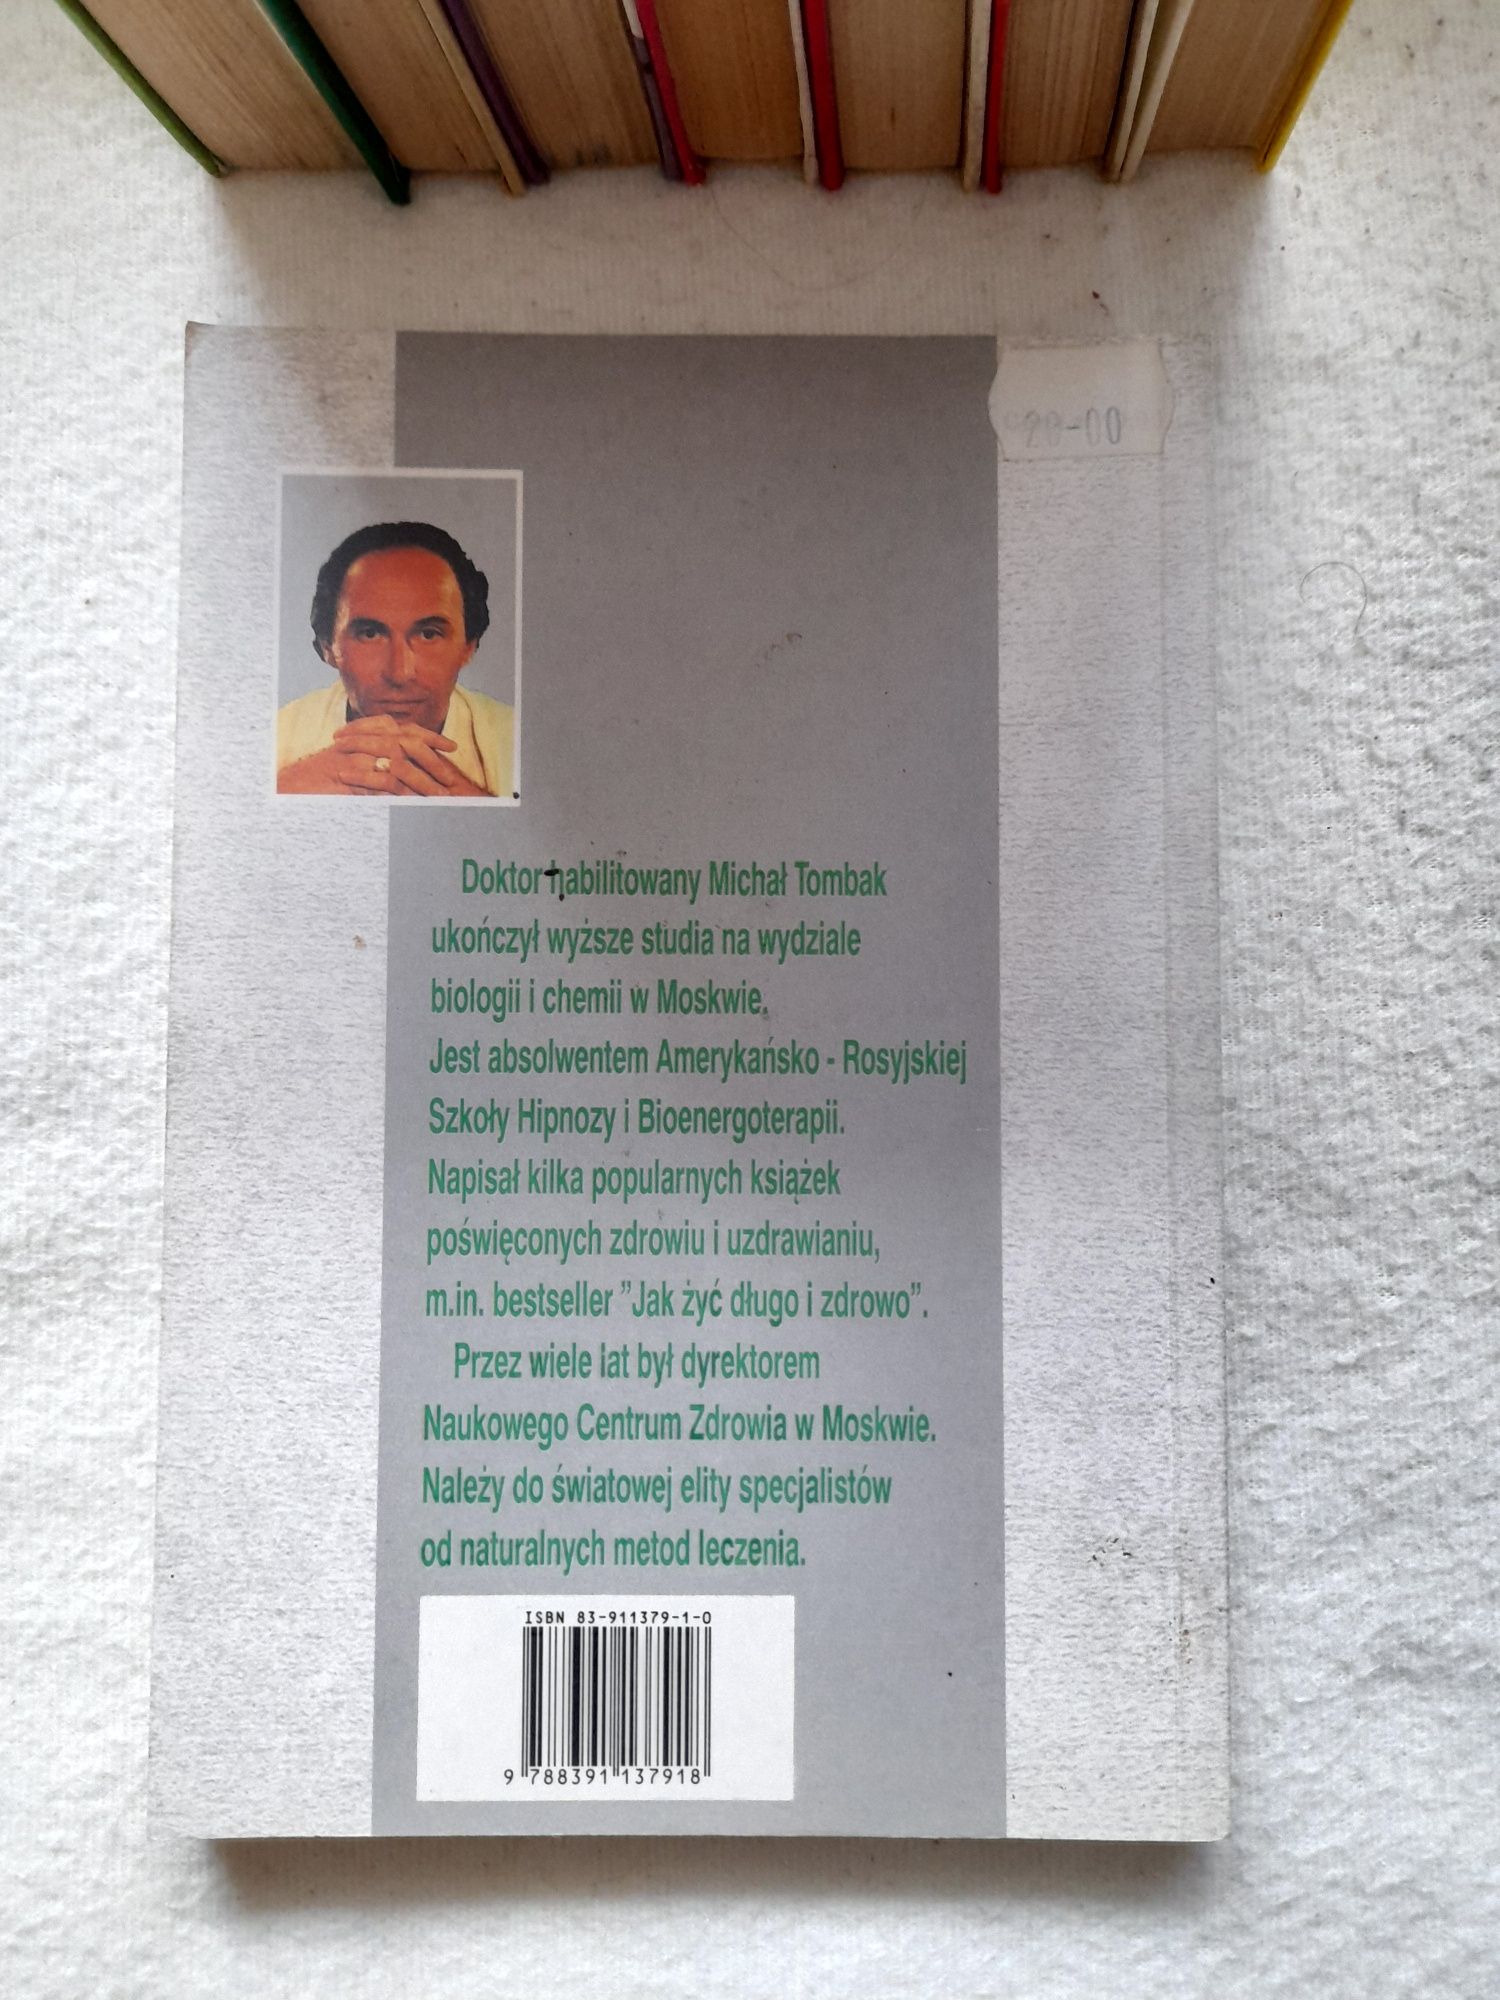 28-00
Doktor habilitowany Michał Tombak
ukończył wyższe studia na wydziale
biologii i chemii w Moskwie.
Jest absolwentem Amerykańsko - Rosyjskiej
Szkoły Hipnozy i Bioenergoterapii.
Napisał kilka popularnych książek
poświęconych zdrowiu i uzdrawianiu,
m.in. bestseller ”Jak żyć długo i zdrowo”.
Przez wiele lat był dyrektorem
Naukowego Centrum Zdrowia w Moskwie.
Należy do światowej elity specjalistów
od naturalnych metod leczenia.
ISBN 83-911379-1-0
9 788391 137918